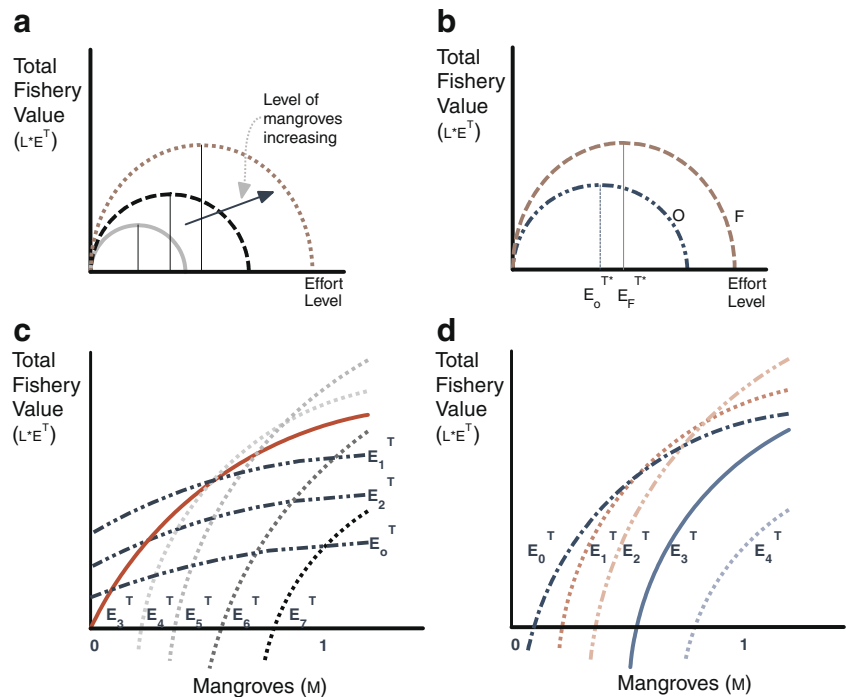 a
Total
Fishery
Value
(L*E^T)
Level of
mangroves
increasing
Effort
Level
b
Total
Fishery
Value
(L*E^T)
O
F
E_o^T*
E_F^T*
Effort
Level
c
Total
Fishery
Value
(L*E^T)
E_1^T
E_2^T
E_o^T
E_3^T
E_4^T
E_5^T
E_6^T
E_7^T
0
1
Mangroves (M)
d
Total
Fishery
Value
(L*E^T)
E_0^T
E_1^T
E_2^T
E_3^T
E_4^T
0
1
Mangroves (M)